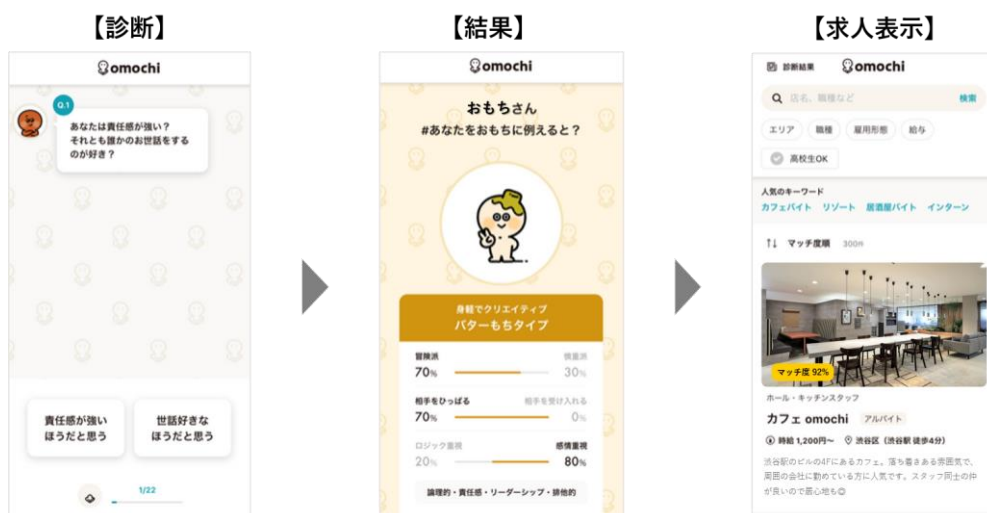 【診断】
omochi
Q.1
あなたは責任感が強い？
それとも誰かのお世話をする
のが好き？
責任感が強い
ほうだと思う
世話好きな
ほうだと思う
1/22
【結果】
omochi
おもちさん
#あなたをおもちに例えると？
身軽でクリエイティブ
バターもちタイプ
冒険派
慎重派
70%
30%
相手をひっぱる
相手を受け入れる
70%
0%
ロジック重視
感情重視
20%
80%
論理的・責任感・リーダーシップ・排他的
【求人表示】
診断結果
omochi
店名、職種など
検索
エリア
職種
雇用形態
給与
高校生OK
人気のキーワード
カフェバイト リゾート 居酒屋バイト インターン
↑↓ マッチ度順 300件
マッチ度 92%
ホール・キッチンスタッフ
カフェ omochi アルバイト
時給 1,200円〜 渋谷区（渋谷駅 徒歩4分）
渋谷駅のビルの4Fにあるカフェ。落ち着きある雰囲気で、
周囲の会社に勤めている方に人気です。スタッフ同士の仲
が良いので居心地も😊